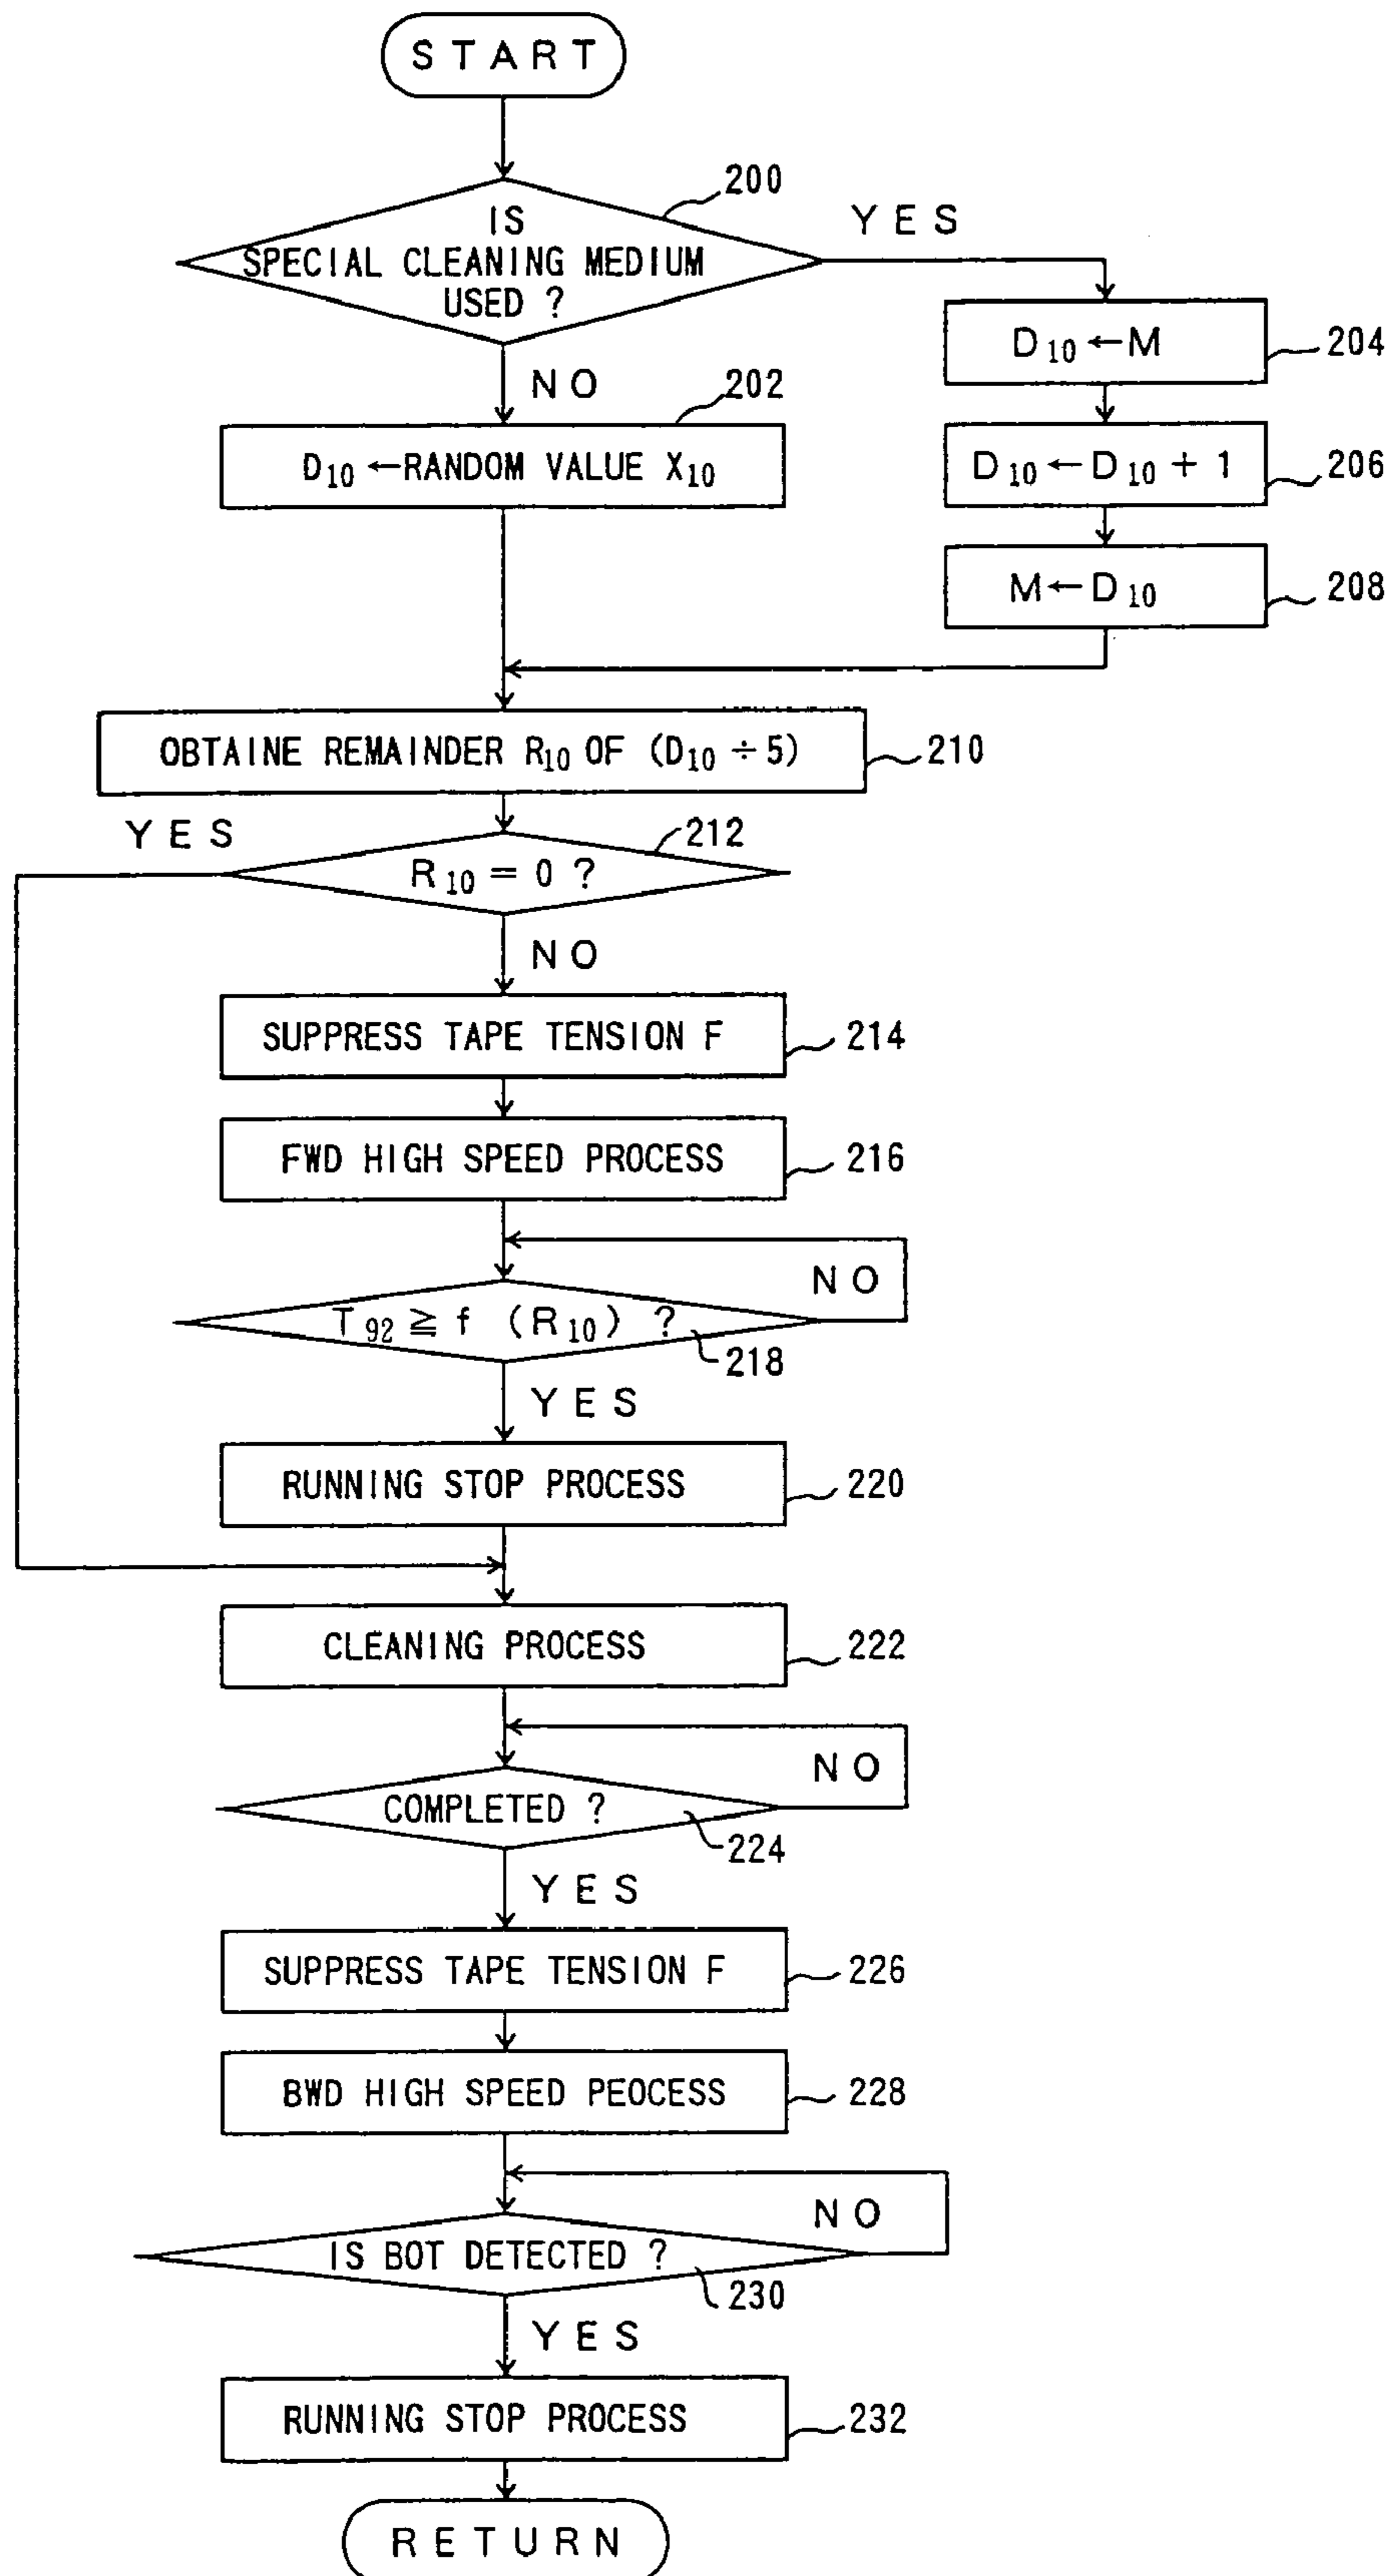 START
200
IS
SPECIAL CLEANING MEDIUM
USED ?
YES
D10 ←M
204
NO
202
D10 ←RANDOM VALUE X10
D10 ← D10 + 1
206
M← D10
208
OBTAINE REMAINDER R10 OF (D10 ÷ 5)
210
YES
212
R10 = 0 ?
NO
SUPPRESS TAPE TENSION F
214
FWD HIGH SPEED PROCESS
216
NO
T92 ≧ f (R10) ?
218
YES
RUNNING STOP PROCESS
220
CLEANING PROCESS
222
NO
COMPLETED ?
224
YES
SUPPRESS TAPE TENSION F
226
BWD HIGH SPEED PEOCESS
228
NO
IS BOT DETECTED ?
230
YES
RUNNING STOP PROCESS
232
RETURN